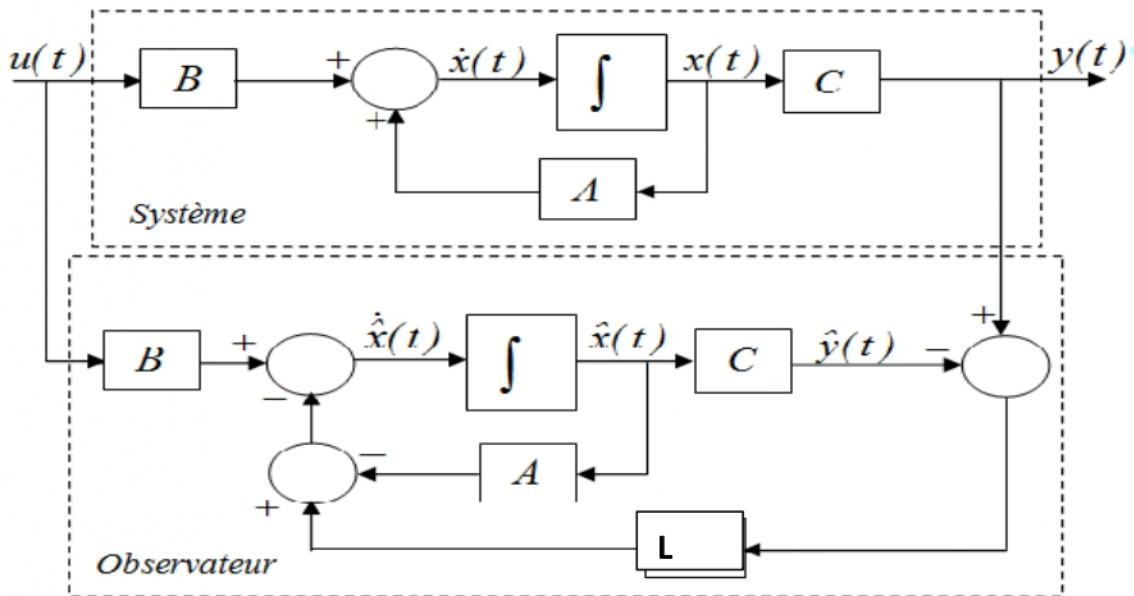 u(t)
B
+
ẋ(t)
∫
x(t)
C
y(t)
+
A
Système
B
+
x̂̇(t)
∫
x̂(t)
C
ŷ(t)
−
+
−
−
A
+
L
Observateur